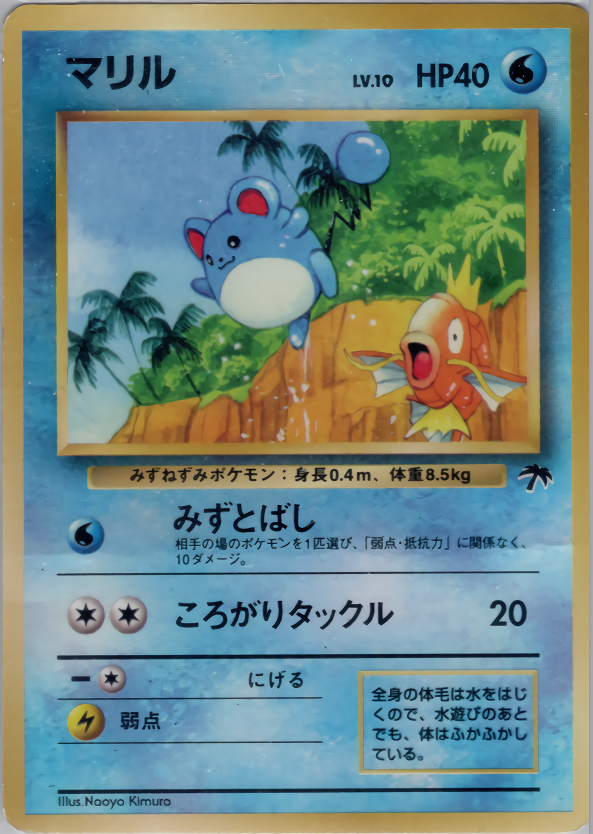 マリル LV.10 HP40
みずねずみポケモン：身長0.4m、体重8.5kg
みずとばし
相手の場のポケモンを1匹選び、「弱点・抵抗力」に関係なく、
10ダメージ。
ころがりタックル 20
にげる
弱点
全身の体毛は水をはじ
くので、水遊びのあと
でも、体はふかふかし
ている。
Illus.Naoyo Kimura